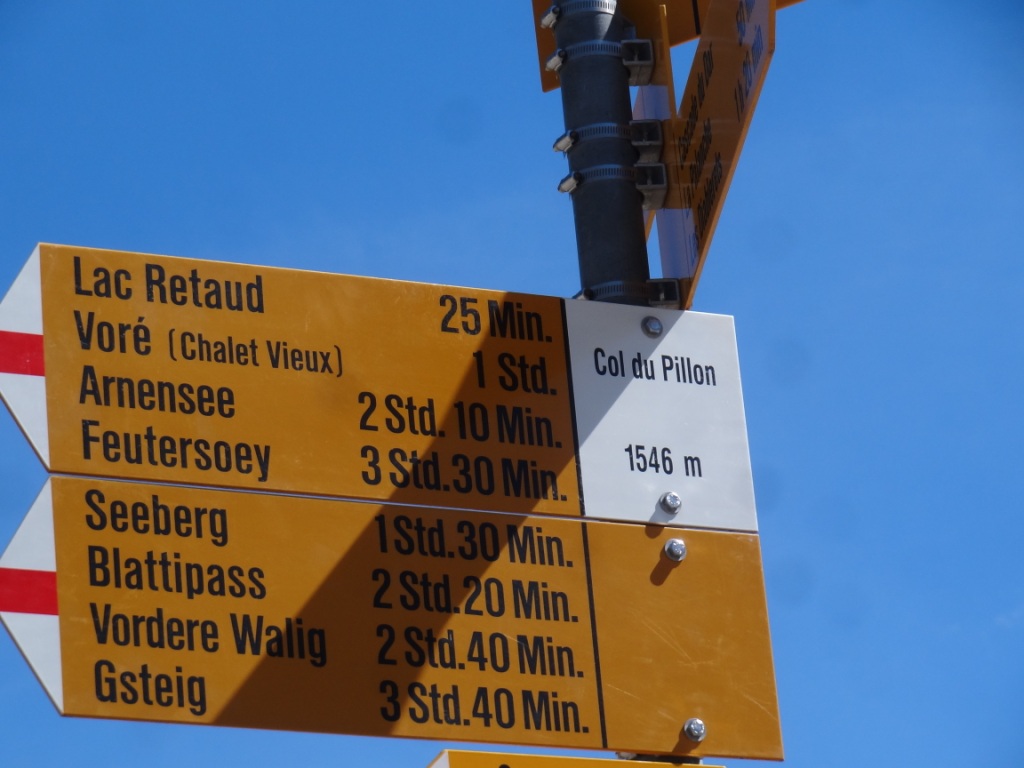 Lac Retaud 25 Min.
Voré (Chalet Vieux) 1 Std.
Arnensee 2 Std. 10 Min.
Feutersoey 3 Std. 30 Min.
Col du Pillon
1546 m
Seeberg 1 Std. 30 Min.
Blattipass 2 Std. 20 Min.
Vordere Walig 2 Std. 40 Min.
Gsteig 3 Std. 40 Min.